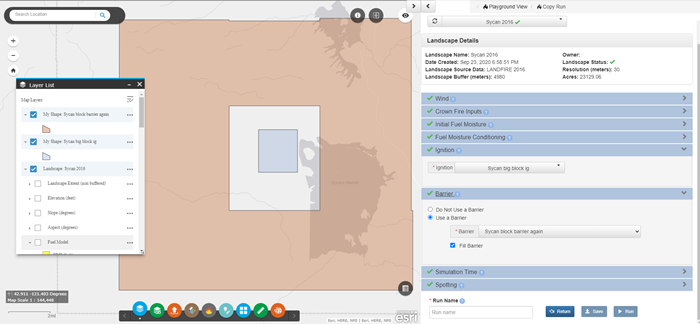 Search Location
Layer List
Map Layers
My Shape: Sycan block barrier again
My Shape: Sycan big block ig
Landscape: Sycan 2016
Landscape Extent (non buffered)
Elevation (feet)
Slope (degrees)
Aspect (degrees)
Fuel Model
42.911 -121.403 Degrees
Map Scale 1 : 144,448
2mi
Esri, HERE, NPS | Esri, HERE, NPS
esri
Playground View / Copy Run
Sycan 2016
Landscape Details
Landscape Name: Sycan 2016
Owner:
Date Created: Sep 23, 2020 6:58:51 PM
Landscape Status:
Landscape Source Data: LANDFIRE 2016
Resolution (meters): 30
Landscape Buffer (meters): 4980
Acres: 23129.06
Wind
Crown Fire Inputs
Initial Fuel Moisture
Fuel Moisture Conditioning
Ignition
* Ignition
Sycan big block ig
Barrier
Do Not Use a Barrier
Use a Barrier
* Barrier
Sycan block barrier again
Fill Barrier
Simulation Time
Spotting
* Run Name
Run name
Return
Save
Run